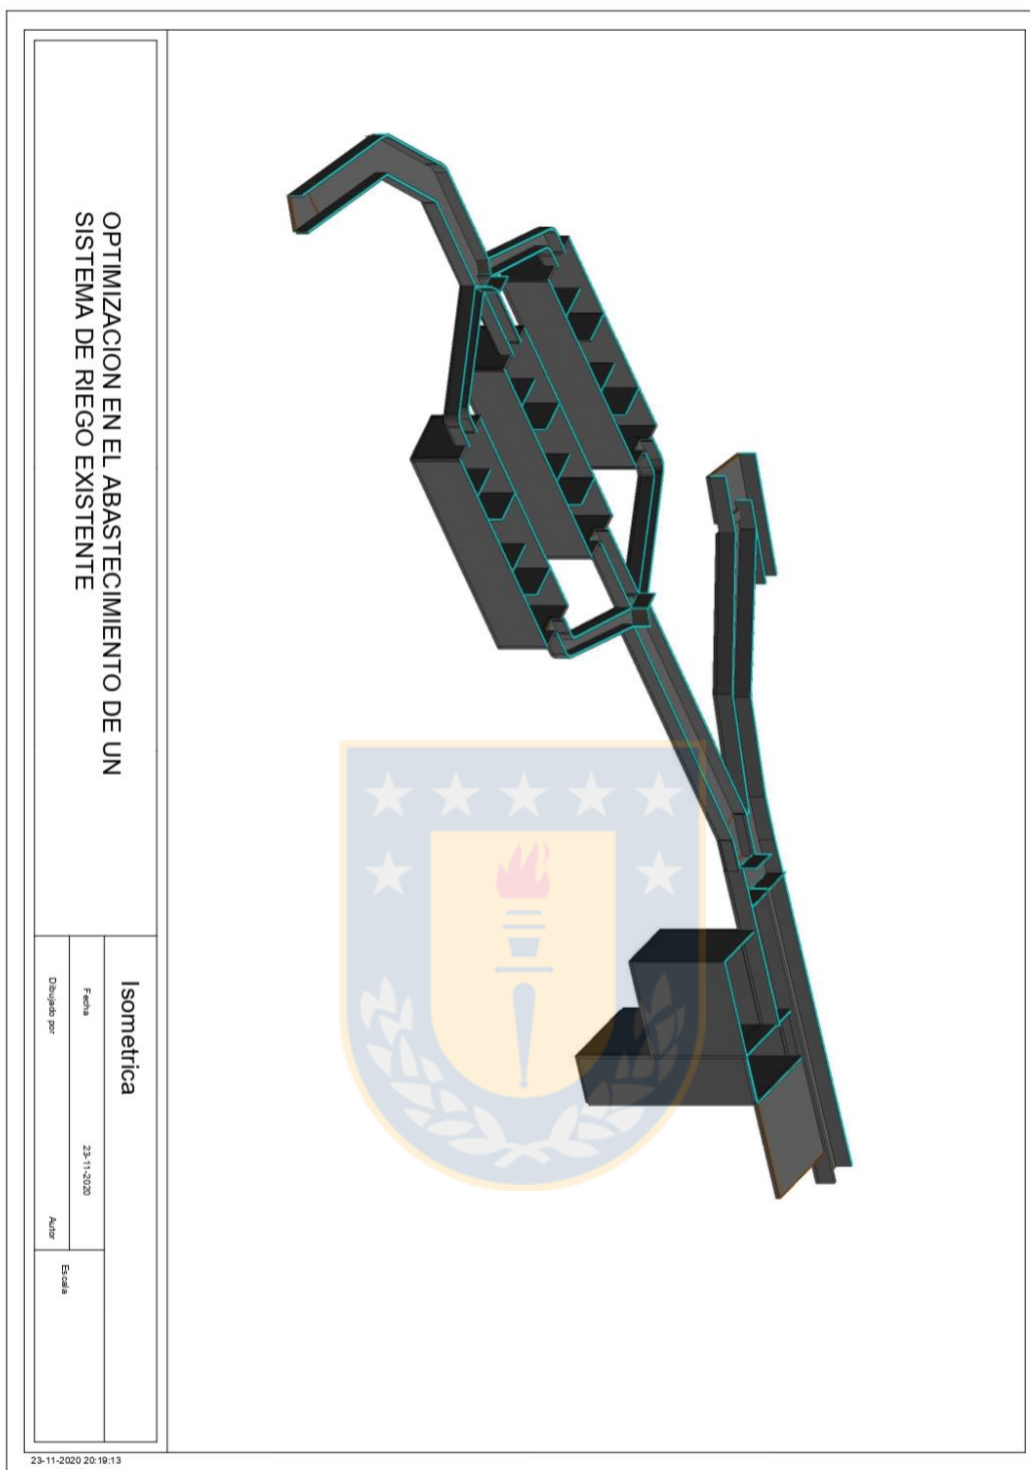 OPTIMIZACION EN EL ABASTECIMIENTO DE UN
SISTEMA DE RIEGO EXISTENTE
Isometrica
Fecha 23-11-2020
Dibujado por Autor
Escala
23-11-2020 20:19:13